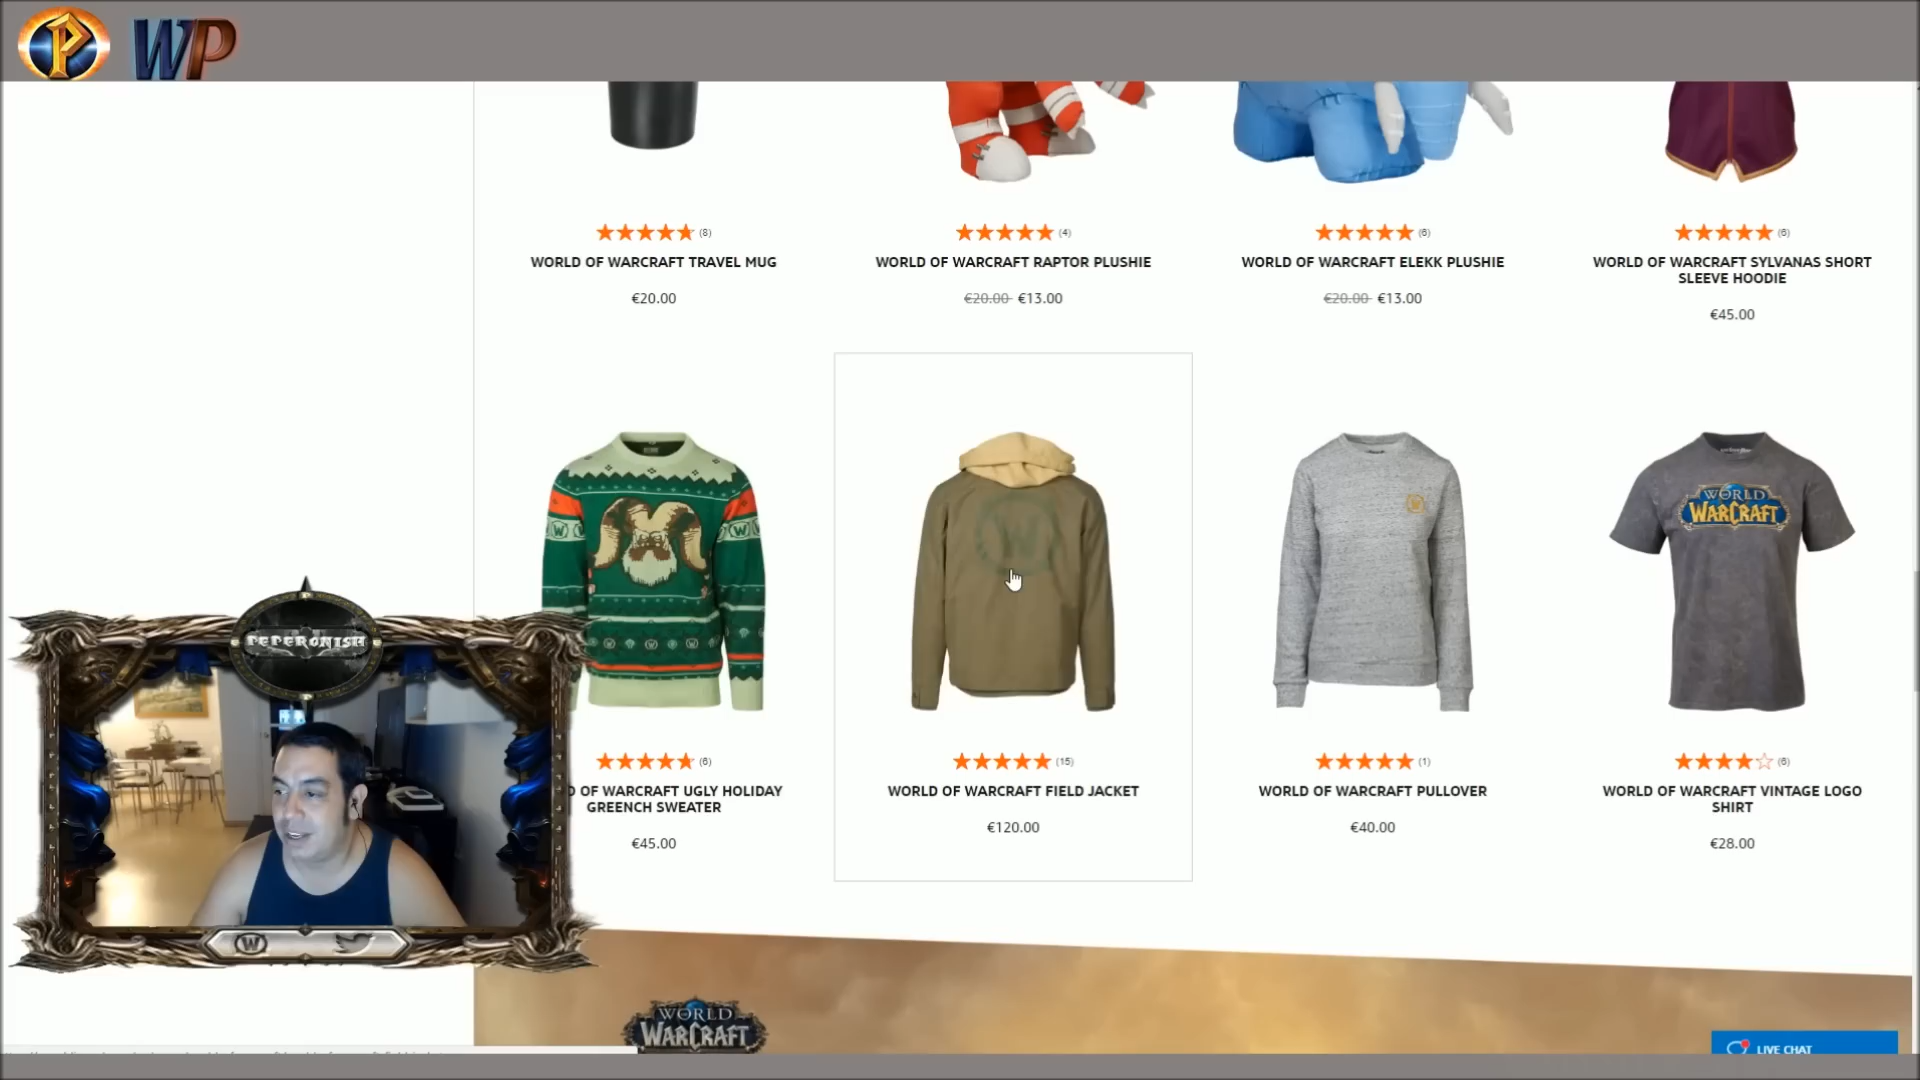 P WP
(8)
WORLD OF WARCRAFT TRAVEL MUG
€20.00
(4)
WORLD OF WARCRAFT RAPTOR PLUSHIE
€20.00 €13.00
(6)
WORLD OF WARCRAFT ELEKK PLUSHIE
€20.00 €13.00
(6)
WORLD OF WARCRAFT SYLVANAS SHORT
SLEEVE HOODIE
€45.00
W
W
W
WORLD
WARCRAFT
PEPERONISH
(6)
OF WARCRAFT UGLY HOLIDAY
GREENCH SWEATER
€45.00
(15)
WORLD OF WARCRAFT FIELD JACKET
€120.00
(1)
WORLD OF WARCRAFT PULLOVER
€40.00
(6)
WORLD OF WARCRAFT VINTAGE LOGO
SHIRT
€28.00
W
WORLD
WARCRAFT
LIVE CHAT